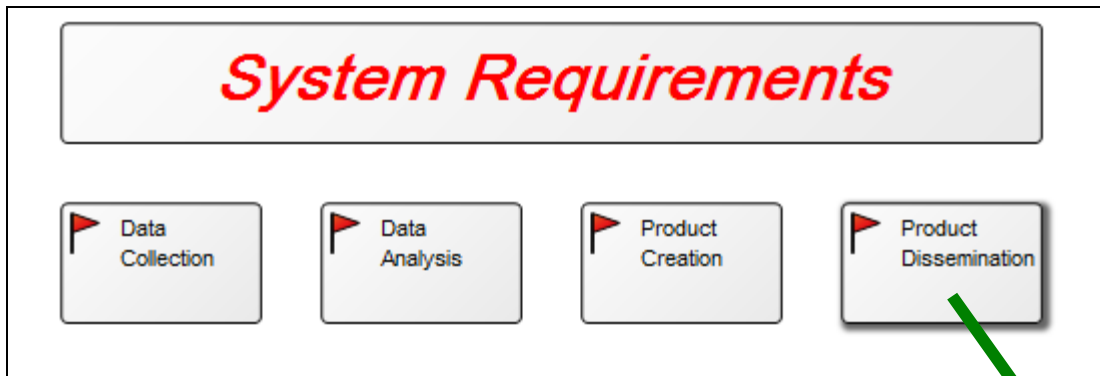 System Requirements
Data
Collection
Data
Analysis
Product
Creation
Product
Dissemination